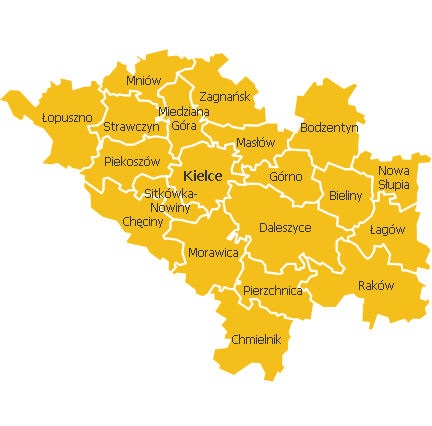 Mniów
Zagnańsk
Łopuszno
Miedziana
Góra
Strawczyn
Bodzentyn
Masłów
Piekoszów
Nowa
Słupia
Kielce
Górno
Bieliny
Sitkówka-
Nowiny
Chęciny
Daleszyce
Łagów
Morawica
Raków
Pierzchnica
Chmielnik